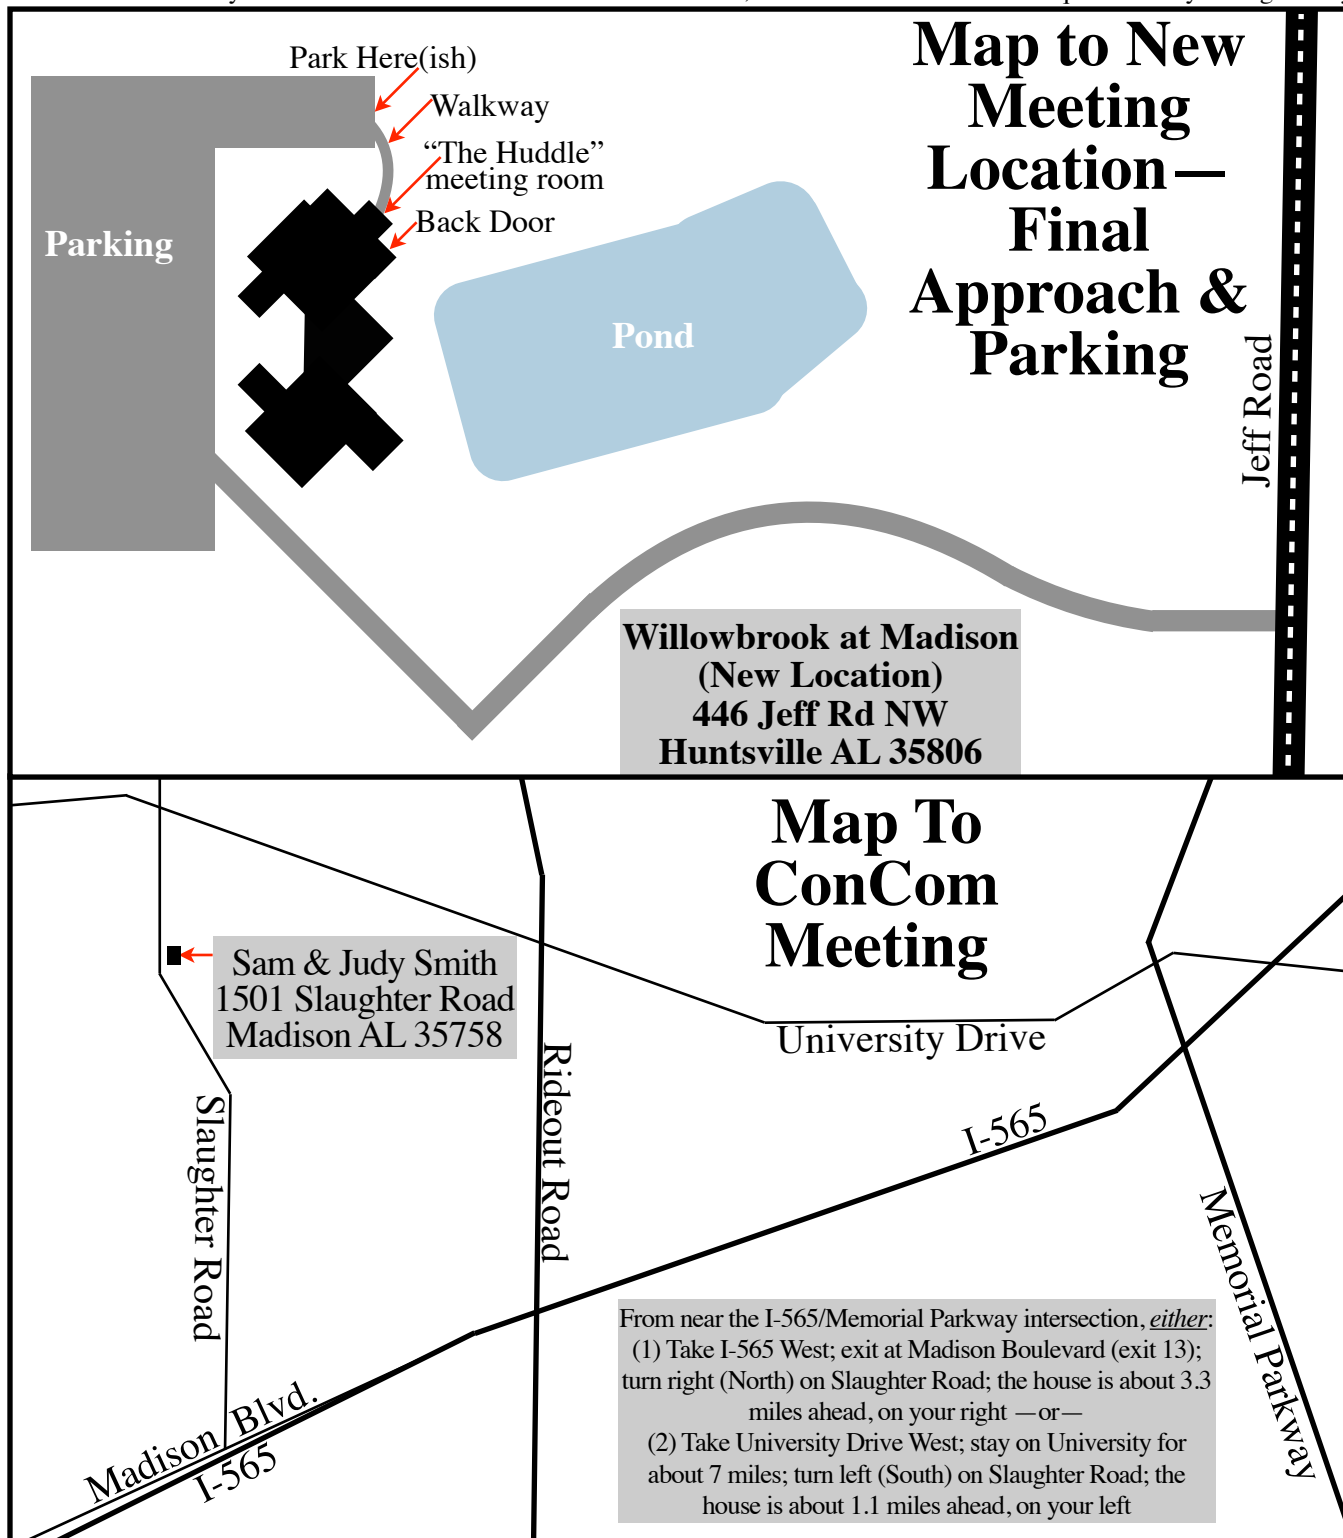 Park Here(ish)
Walkway
“The Huddle”
meeting room
Back Door
Parking
Pond
Map to New
Meeting
Location—
Final
Approach &
Parking
Jeff Road
Willowbrook at Madison
(New Location)
446 Jeff Rd NW
Huntsville AL 35806
Map To
ConCom
Meeting
Sam & Judy Smith
1501 Slaughter Road
Madison AL 35758
University Drive
Rideout Road
Slaughter Road
I-565
Memorial Parkway
Madison Blvd.
I-565
From near the I-565/Memorial Parkway intersection, either:
(1) Take I-565 West; exit at Madison Boulevard (exit 13);
turn right (North) on Slaughter Road; the house is about 3.3
miles ahead, on your right —or—
(2) Take University Drive West; stay on University for
about 7 miles; turn left (South) on Slaughter Road; the
house is about 1.1 miles ahead, on your left